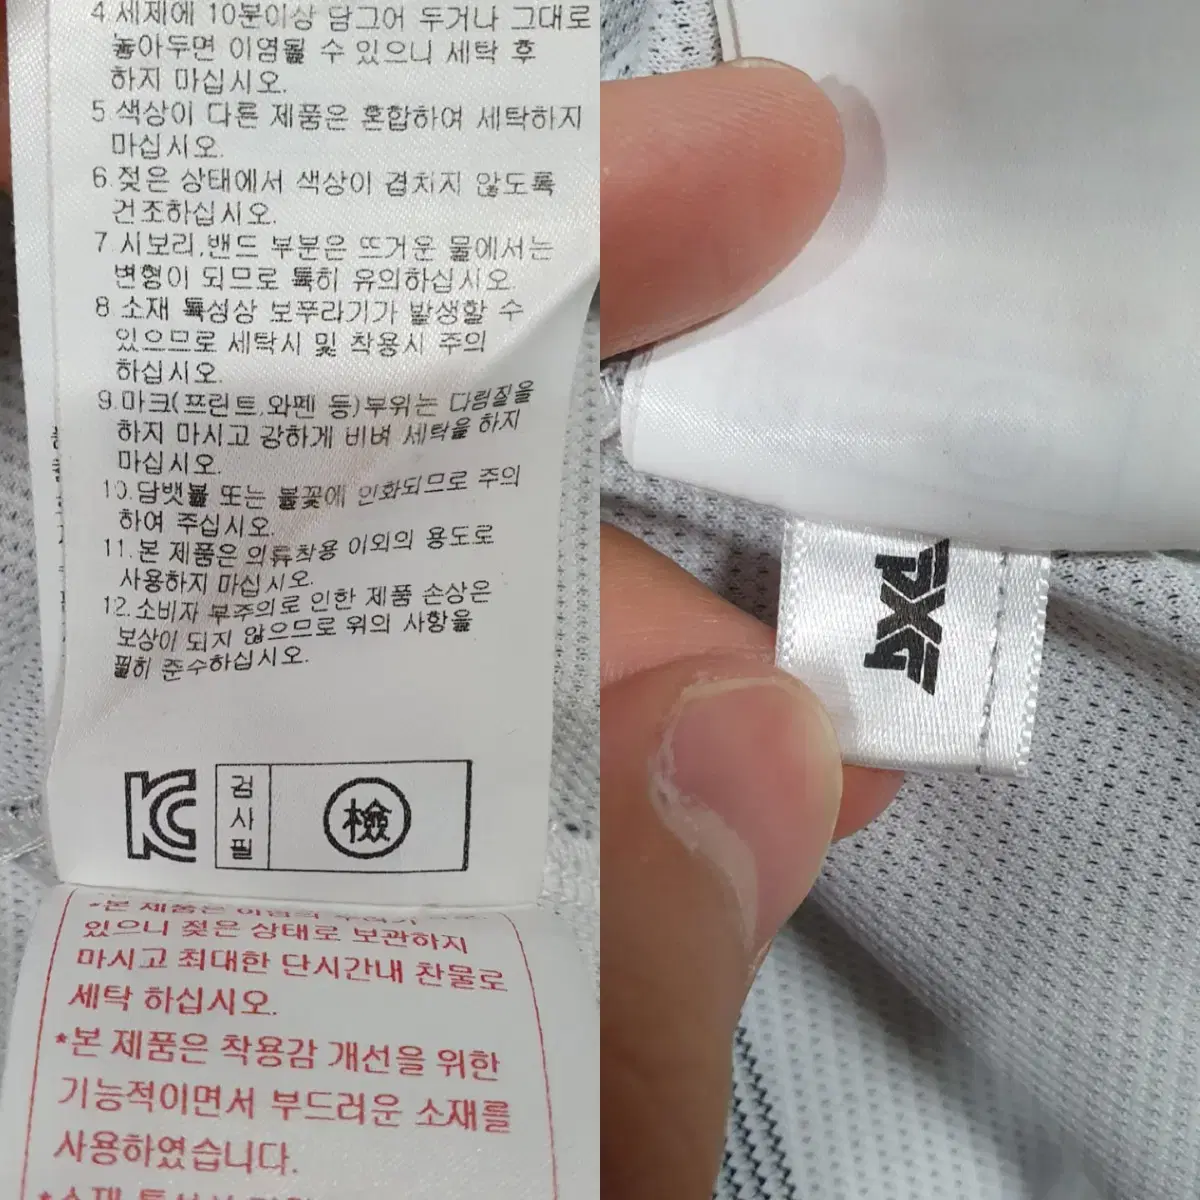 4.세제에 10분이상 담그어 두거나 그대로
놓아두면 이염될 수 있으니 세탁 후
하지 마십시오.
5.색상이 다른 제품은 혼합하여 세탁하지
마십시오.
6.젖은 상태에서 색상이 겹치지 않도록
건조하십시오.
7.시보리,밴드 부분은 뜨거운 물에서는
변형이 되므로 특히 유의하십시오.
8.소재 특성상 보푸라기가 발생할 수
있으므로 세탁시 및 착용시 주의
하십시오.
9.마크(프린트,와펜 등)부위는 다림질을
하지 마시고 강하게 비벼 세탁을 하지
마십시오.
10.담뱃불 또는 불꽃에 인화되므로 주의
하여 주십시오.
11.본 제품은 의류착용 이외의 용도로
사용하지 마십시오.
12.소비자 부주의로 인한 제품 손상은
보상이 되지 않으므로 위의 사항을
필히 준수하십시오.
KC
검사필
檢
*본 제품은 이염의
있으니 젖은 상태로 보관하지
마시고 최대한 단시간내 찬물로
세탁 하십시오.
*본 제품은 착용감 개선을 위한
기능적이면서 부드러운 소재를
사용하였습니다.
PXG